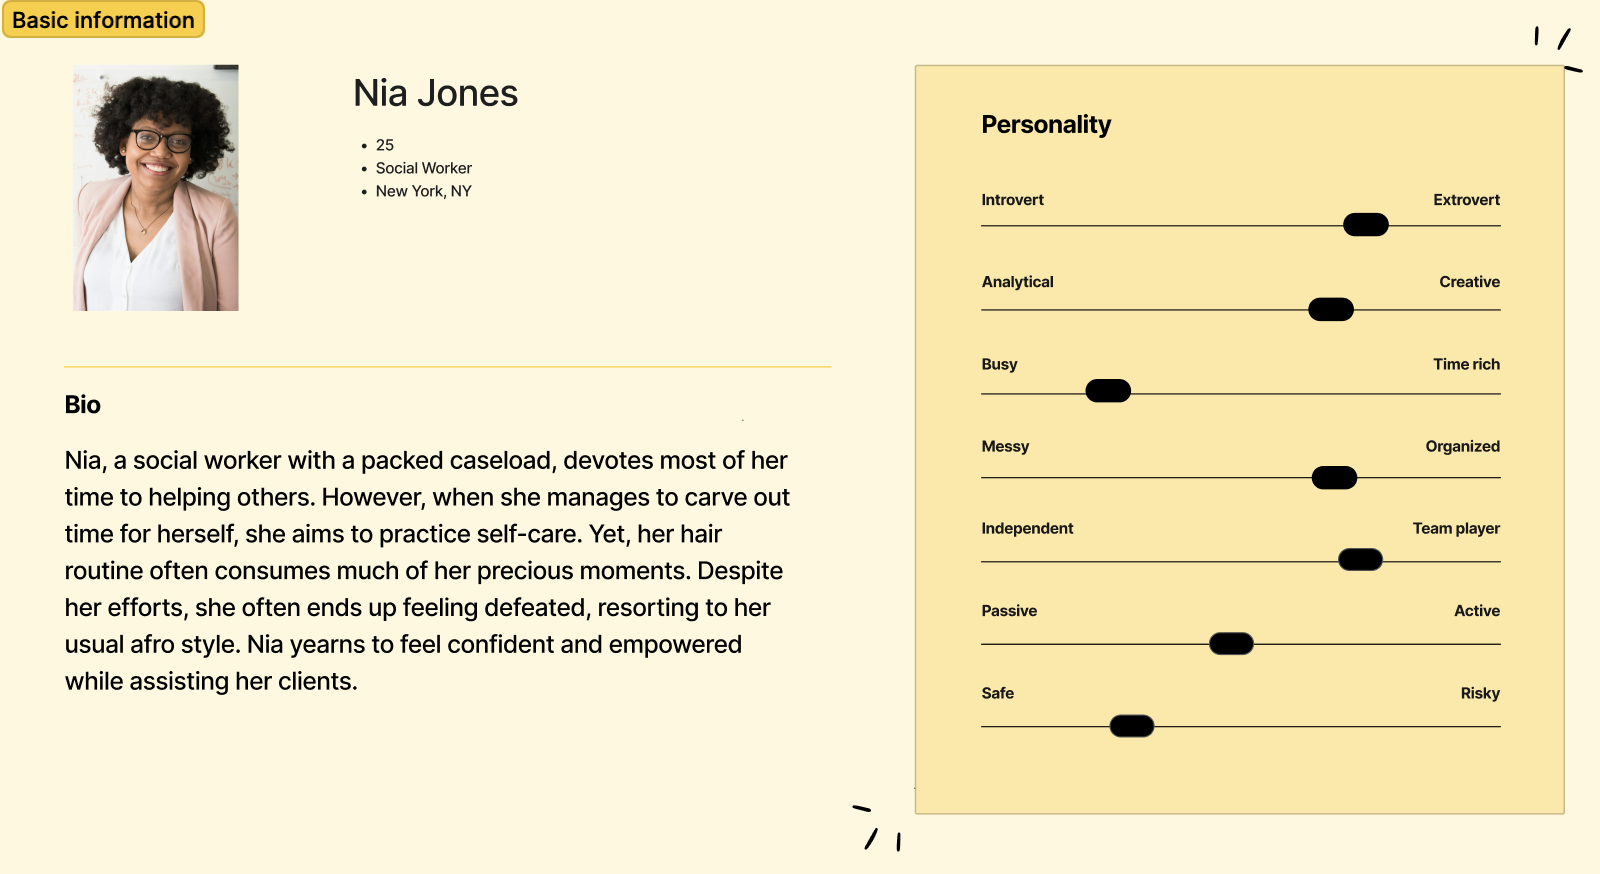 Basic information
Nia Jones
25
Social Worker
New York, NY
Bio
Nia, a social worker with a packed caseload, devotes most of her
time to helping others. However, when she manages to carve out
time for herself, she aims to practice self-care. Yet, her hair
routine often consumes much of her precious moments. Despite
her efforts, she often ends up feeling defeated, resorting to her
usual afro style. Nia yearns to feel confident and empowered
while assisting her clients.
Personality
Introvert Extrovert
Analytical Creative
Busy Time rich
Messy Organized
Independent Team player
Passive Active
Safe Risky